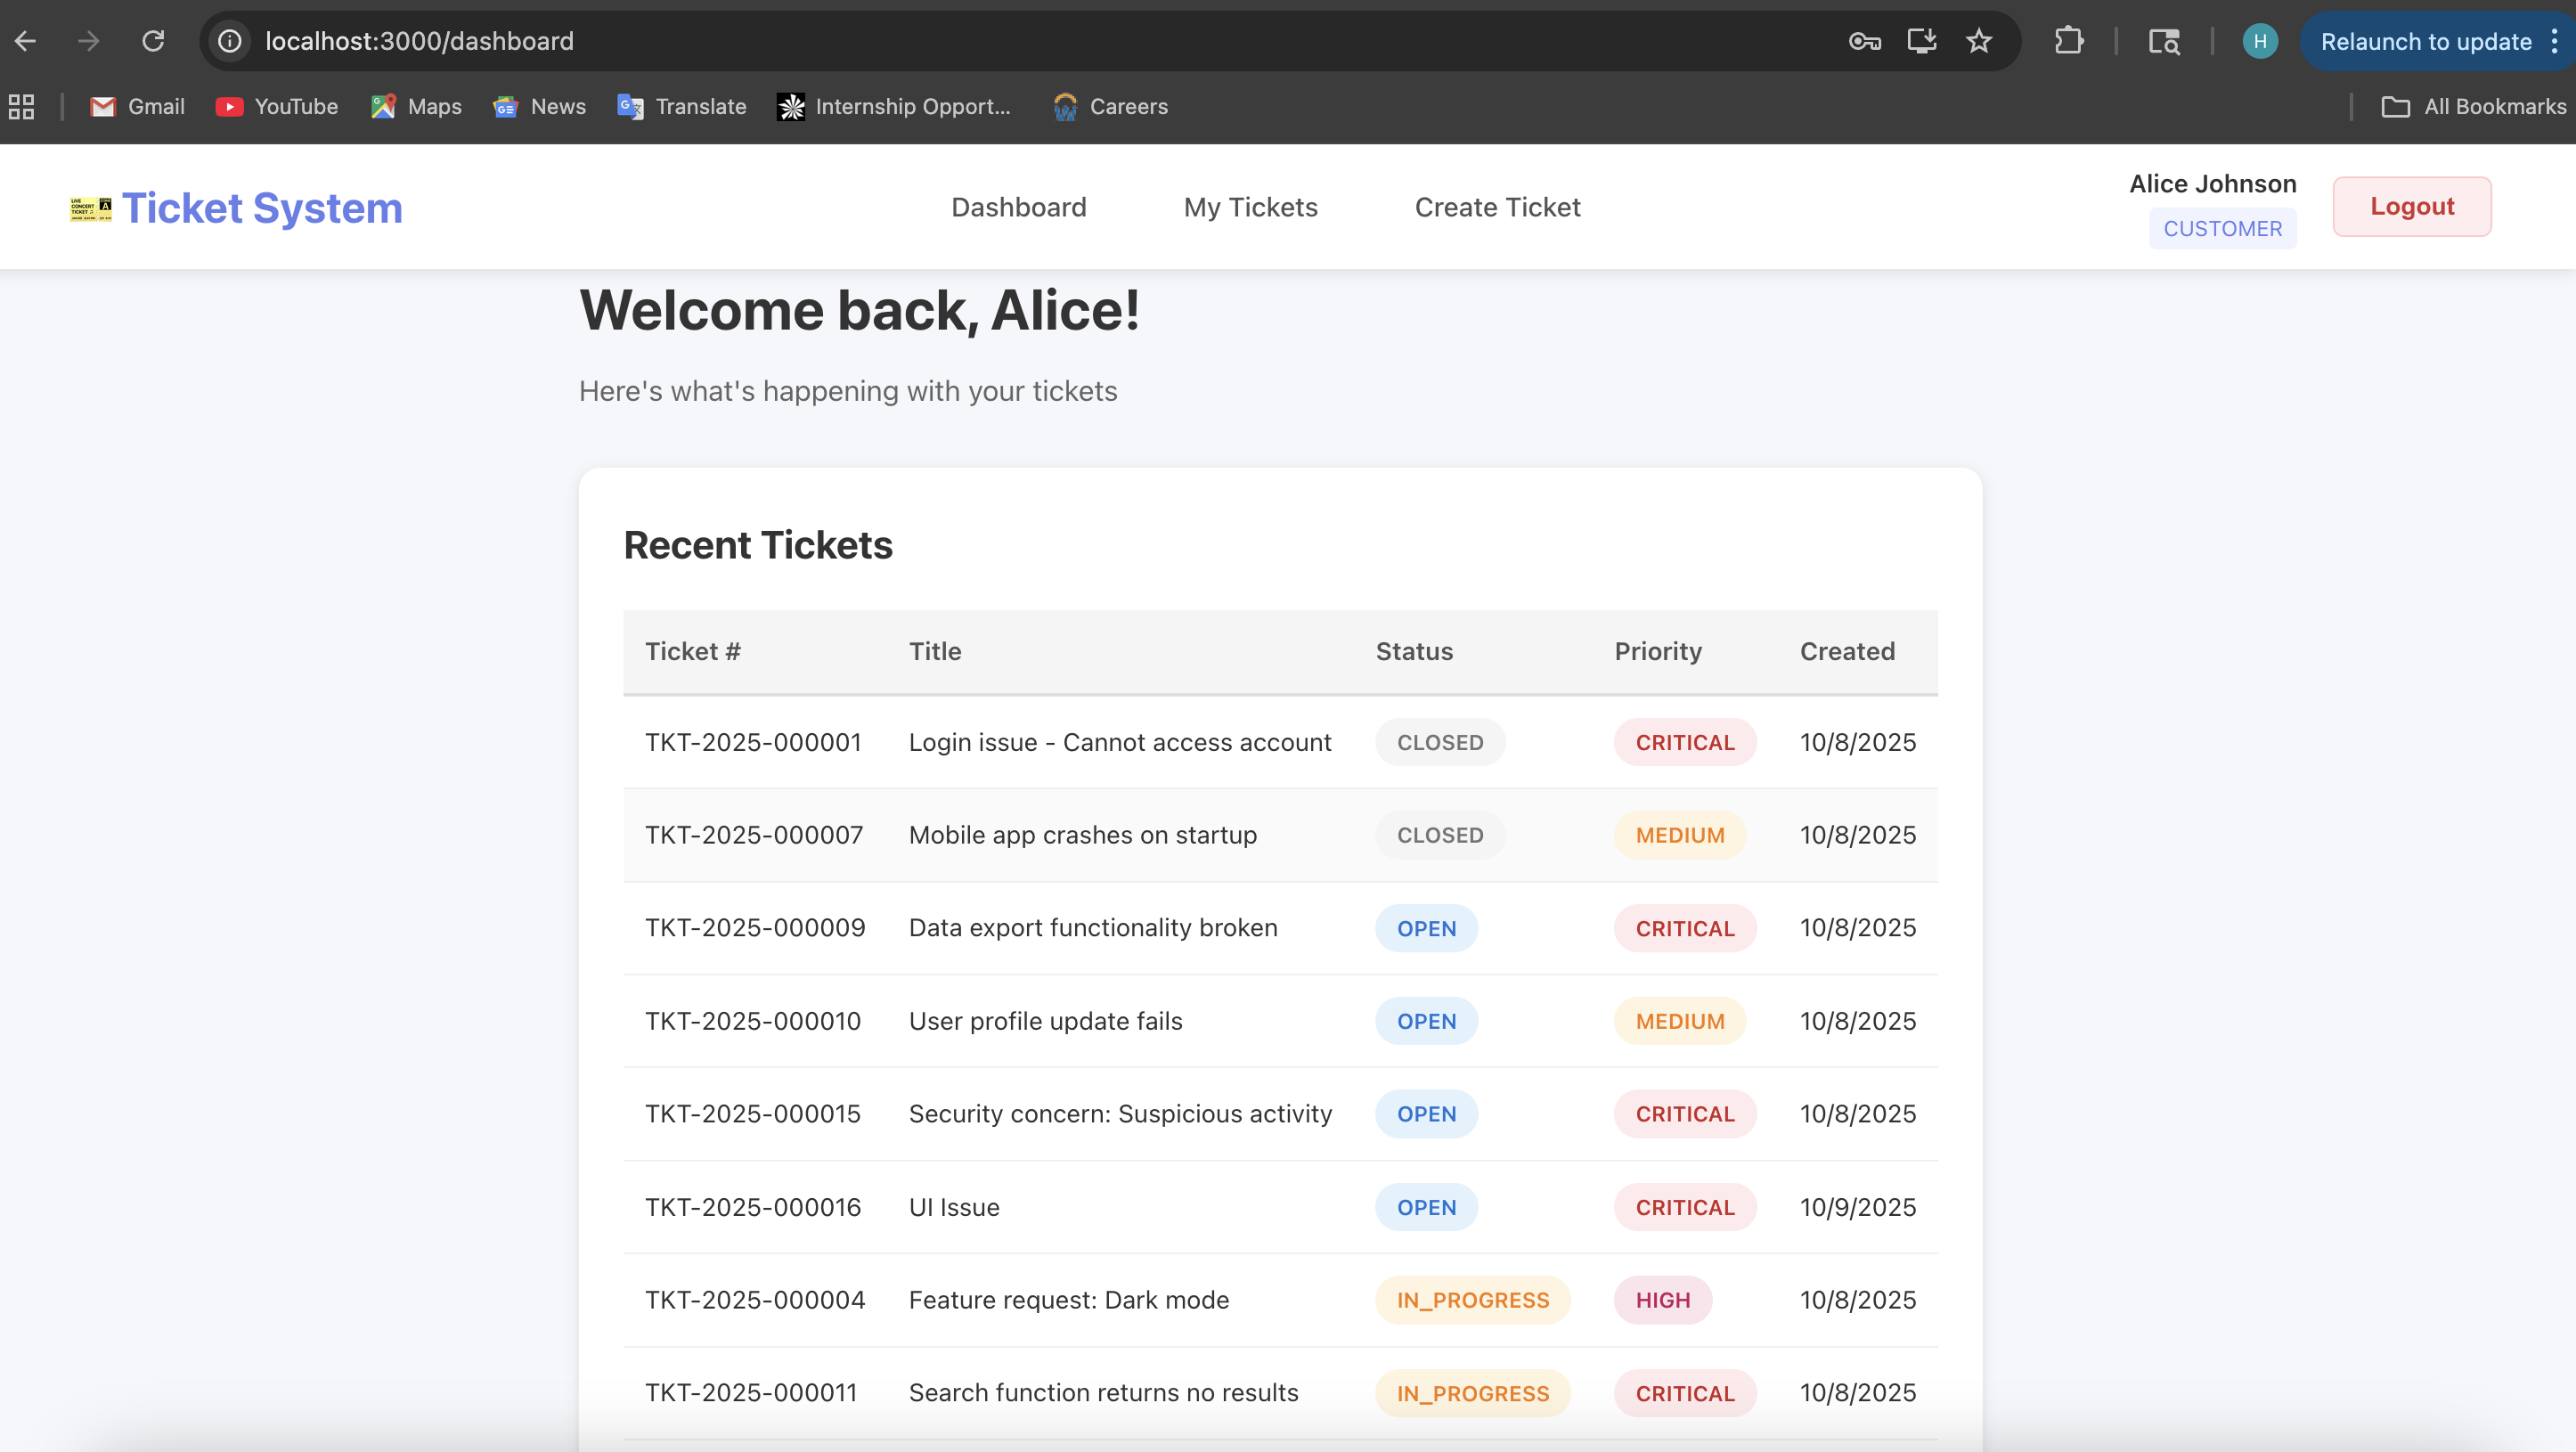 localhost:3000/dashboard
H
Relaunch to update
Gmail
YouTube
Maps
News
Translate
Internship Opport...
Careers
All Bookmarks
Ticket System
Dashboard
My Tickets
Create Ticket
Alice Johnson
CUSTOMER
Logout
Welcome back, Alice!
Here's what's happening with your tickets
Recent Tickets
Ticket # Title Status Priority Created
TKT-2025-000001 Login issue - Cannot access account CLOSED CRITICAL 10/8/2025
TKT-2025-000007 Mobile app crashes on startup CLOSED MEDIUM 10/8/2025
TKT-2025-000009 Data export functionality broken OPEN CRITICAL 10/8/2025
TKT-2025-000010 User profile update fails OPEN MEDIUM 10/8/2025
TKT-2025-000015 Security concern: Suspicious activity OPEN CRITICAL 10/8/2025
TKT-2025-000016 UI Issue OPEN CRITICAL 10/9/2025
TKT-2025-000004 Feature request: Dark mode IN_PROGRESS HIGH 10/8/2025
TKT-2025-000011 Search function returns no results IN_PROGRESS CRITICAL 10/8/2025